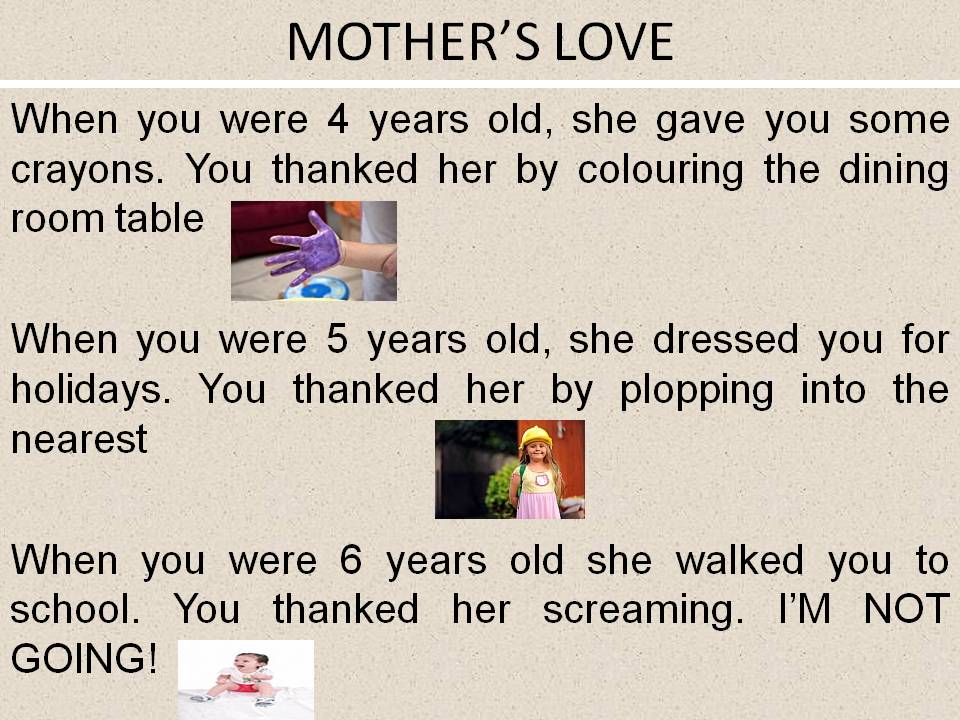 MOTHER’S LOVE
When you were 4 years old, she gave you some
crayons. You thanked her by colouring the dining
room table
When you were 5 years old, she dressed you for
holidays. You thanked her by plopping into the
nearest
When you were 6 years old she walked you to
school. You thanked her screaming. I’M NOT
GOING!